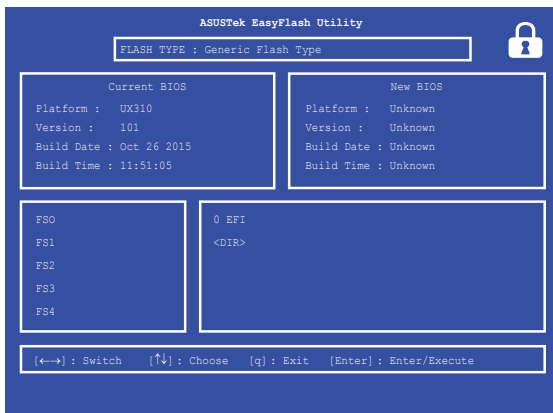 ASUSTek EasyFlash Utility
FLASH TYPE : Generic Flash Type
Current BIOS
Platform : UX310
Version : 101
Build Date : Oct 26 2015
Build Time : 11:51:05
New BIOS
Platform : Unknown
Version : Unknown
Build Date : Unknown
Build Time : Unknown
FSO
FS1
FS2
FS3
FS4
0 EFI
<DIR>
[←→] : Switch [↑↓] : Choose [q] : Exit [Enter] : Enter/Execute